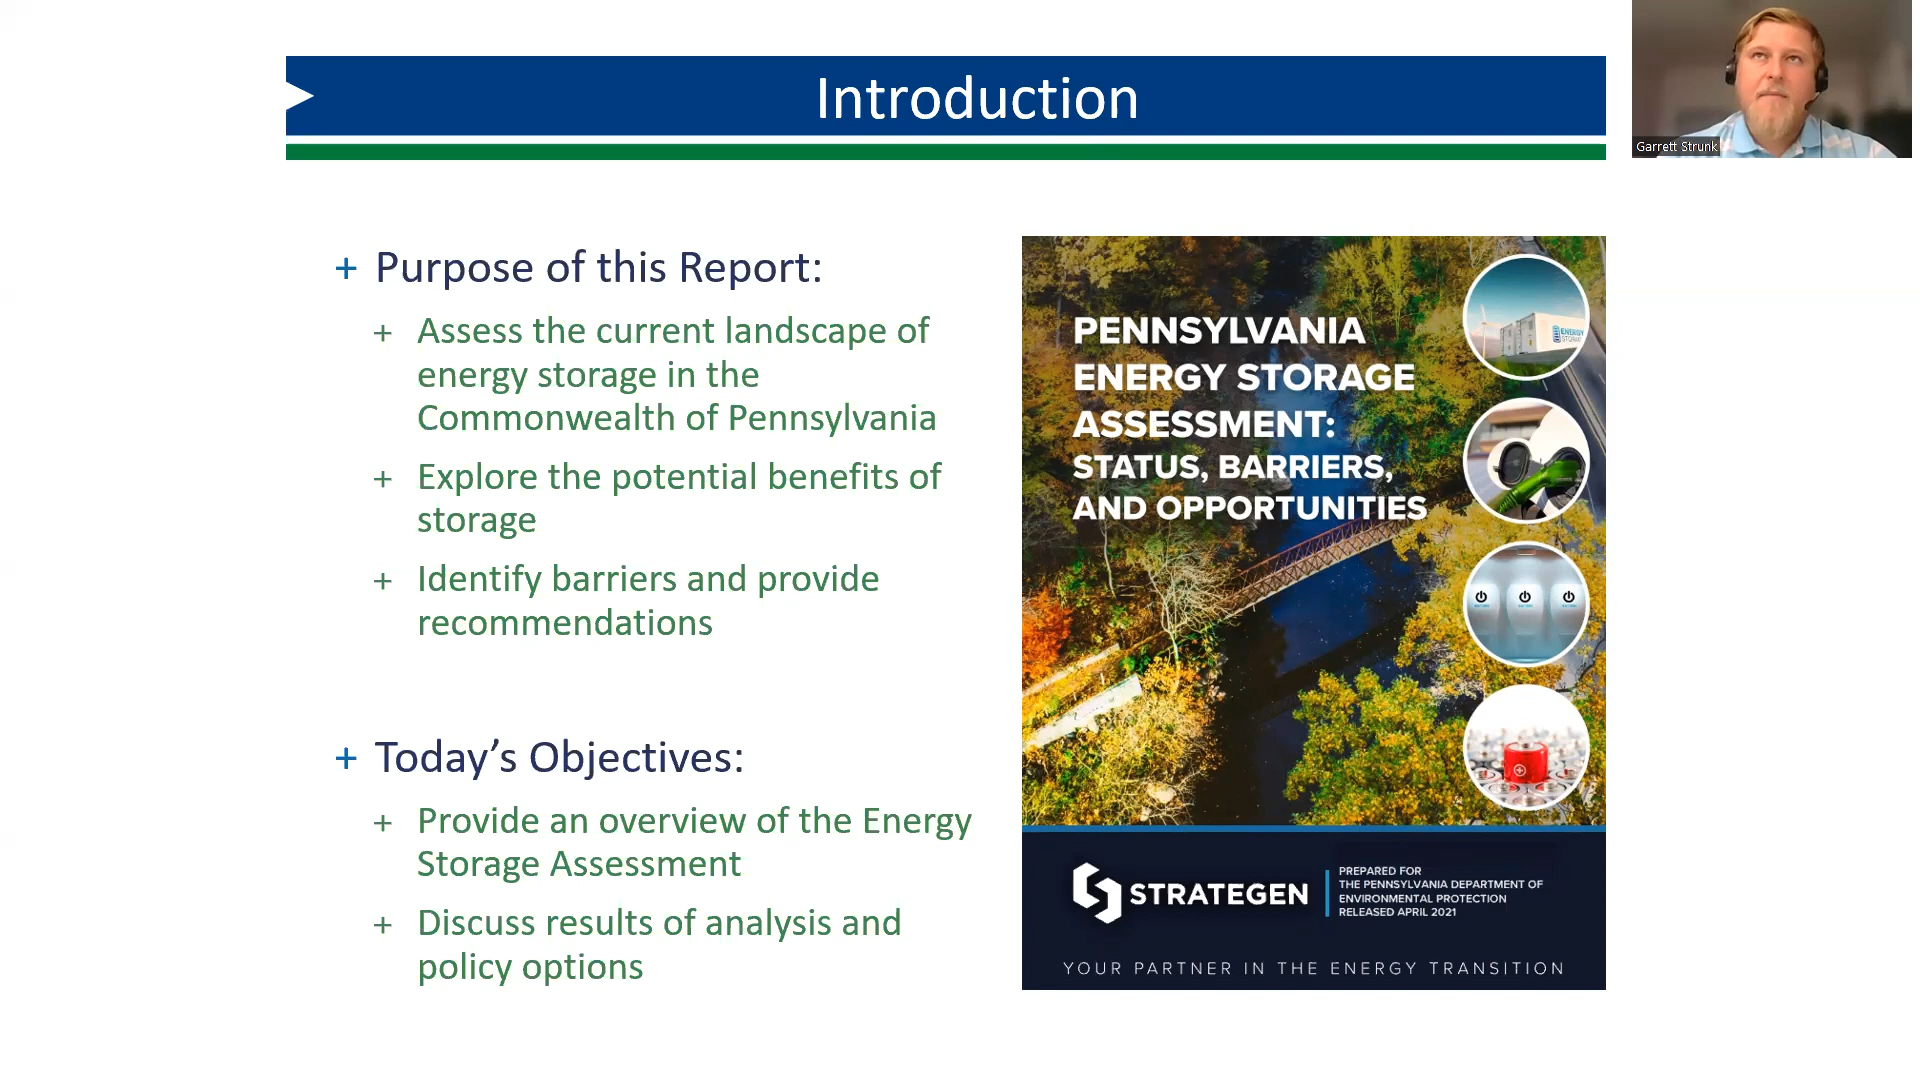 Introduction
Garrett Strunk
+ Purpose of this Report:
+ Assess the current landscape of
energy storage in the
Commonwealth of Pennsylvania
+ Explore the potential benefits of
storage
+ Identify barriers and provide
recommendations
+ Today’s Objectives:
+ Provide an overview of the Energy
Storage Assessment
+ Discuss results of analysis and
policy options
PENNSYLVANIA
ENERGY STORAGE
ASSESSMENT:
STATUS, BARRIERS,
AND OPPORTUNITIES
ENERGY
STRATEGEN
PREPARED FOR
THE PENNSYLVANIA DEPARTMENT OF
ENVIRONMENTAL PROTECTION
RELEASED APRIL 2021
YOUR PARTNER IN THE ENERGY TRANSITION